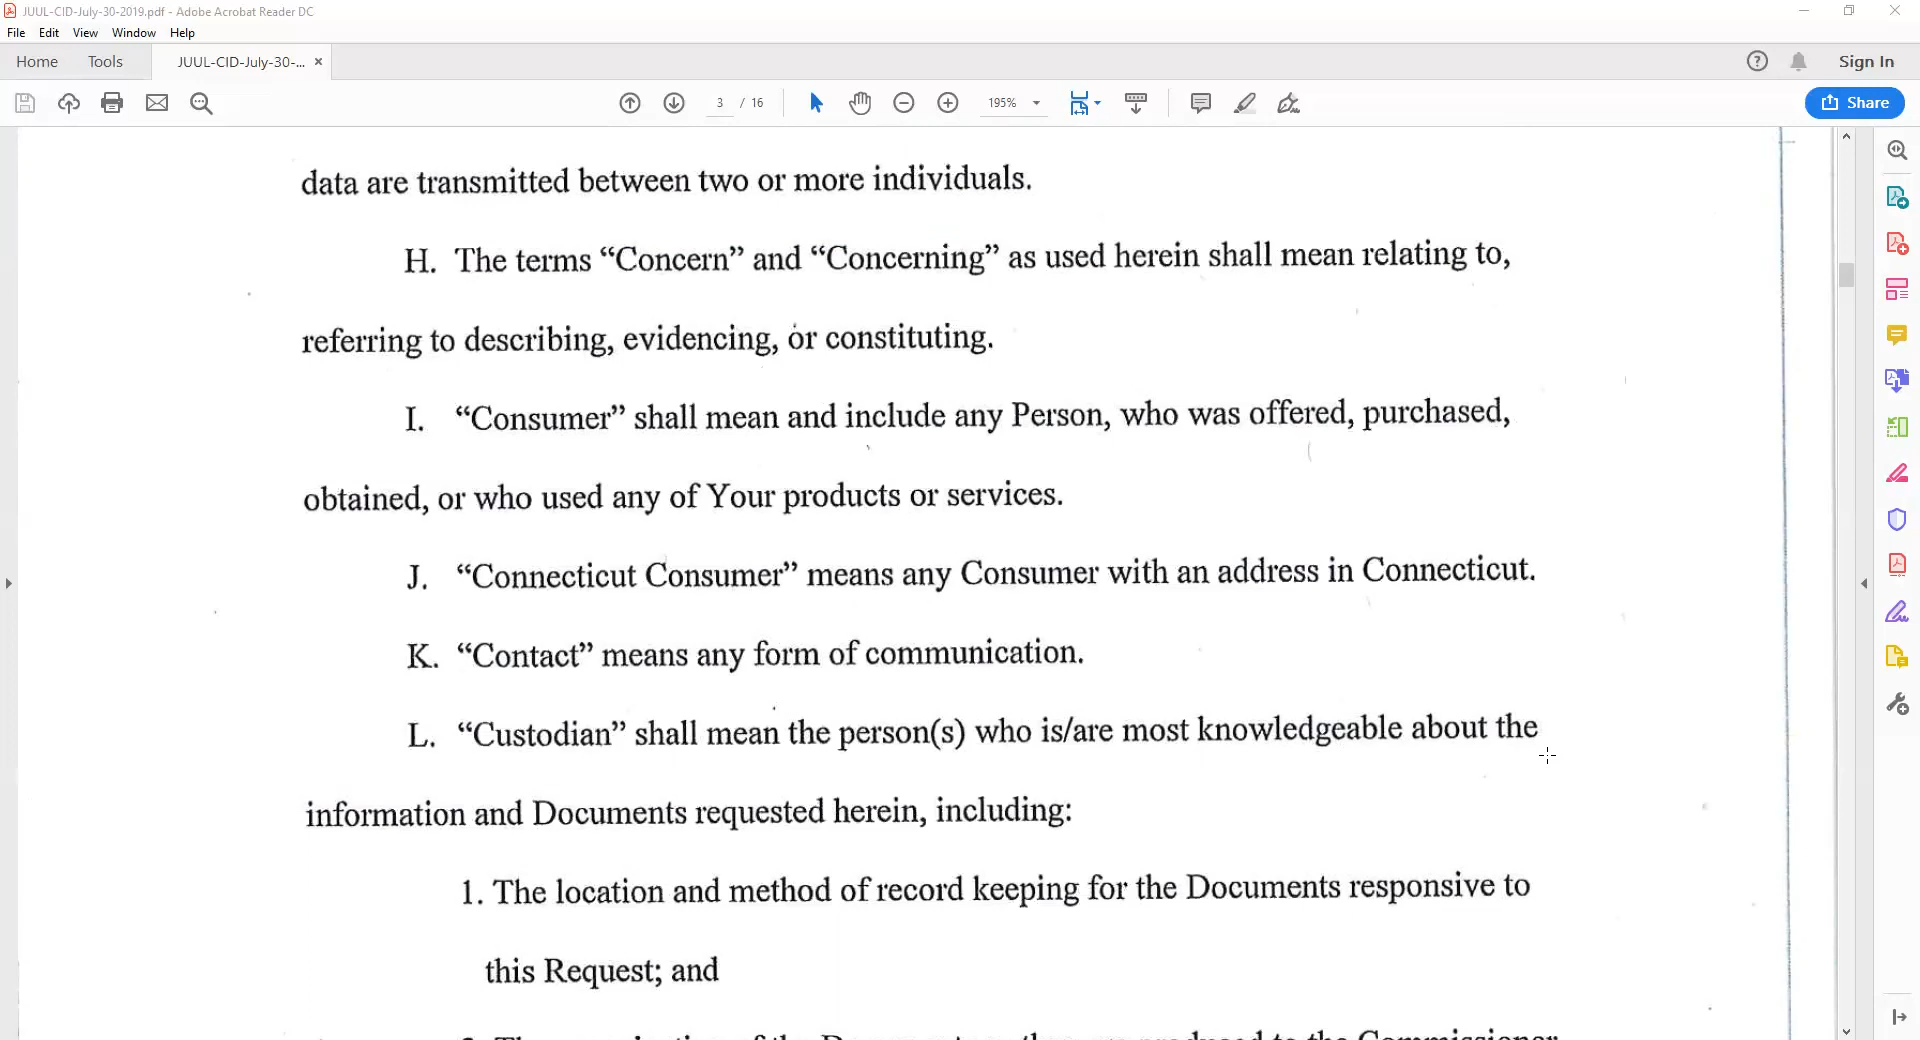 JUUL-CID-July-30-2019.pdf - Adobe Acrobat Reader DC
File Edit View Window Help
Home Tools JUUL-CID-July-30-... × Sign In
3 / 16 195% Share
data are transmitted between two or more individuals.
H. The terms “Concern” and “Concerning” as used herein shall mean relating to,
referring to describing, evidencing, or constituting.
I. “Consumer” shall mean and include any Person, who was offered, purchased,
obtained, or who used any of Your products or services.
J. “Connecticut Consumer” means any Consumer with an address in Connecticut.
K. “Contact” means any form of communication.
L. “Custodian” shall mean the person(s) who is/are most knowledgeable about the
information and Documents requested herein, including:
1. The location and method of record keeping for the Documents responsive to
this Request; and